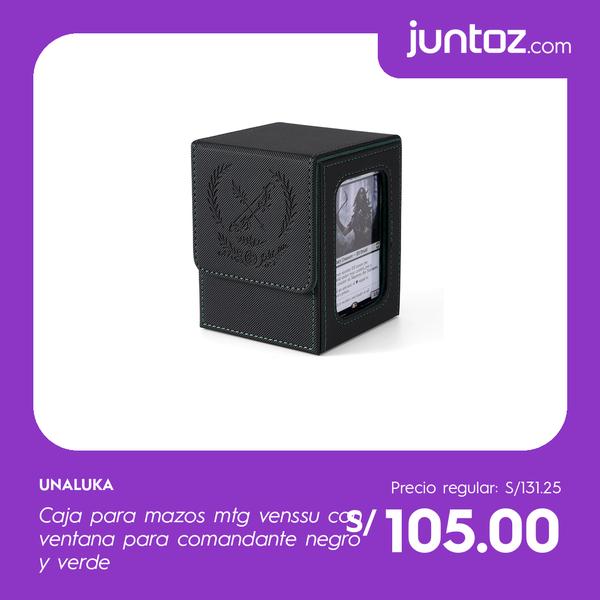 juntoz.com
UNALUKA
Caja para mazos mtg venssu con
ventana para comandante negro
y verde
Precio regular: S/131.25
S/ 105.00